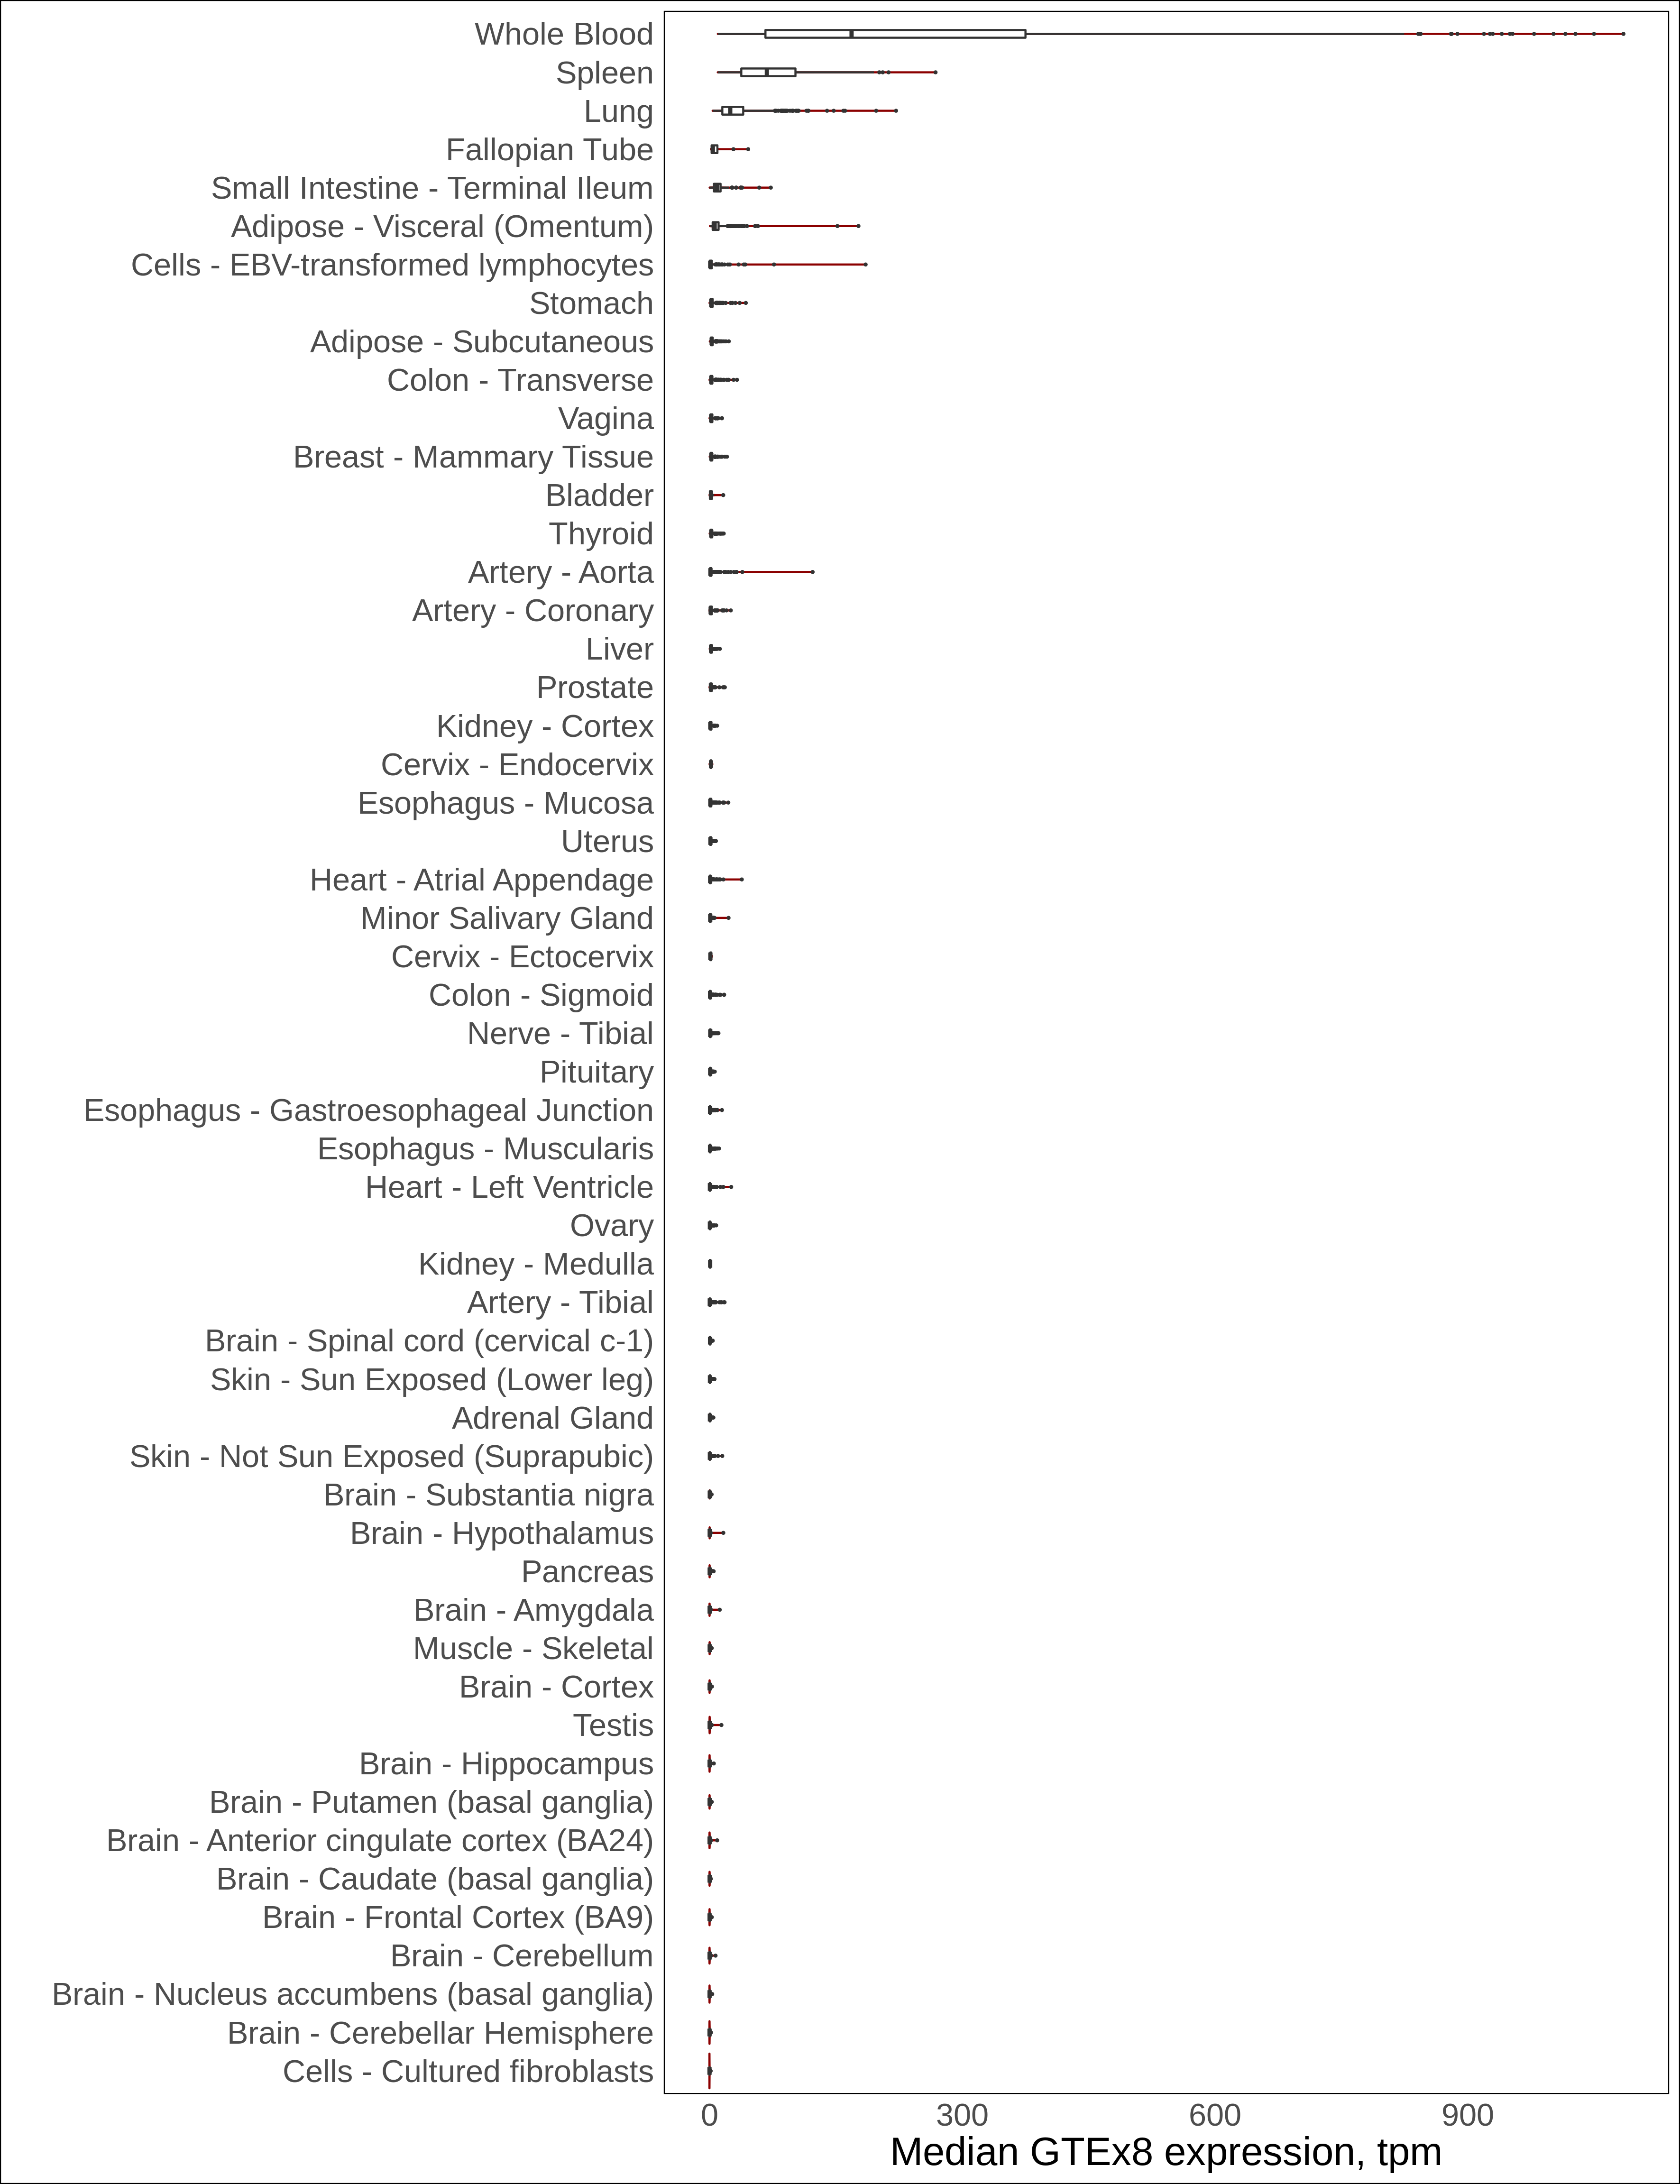 Whole Blood
Spleen
Lung
Fallopian Tube
Small Intestine - Terminal Ileum
Adipose - Visceral (Omentum)
Cells - EBV-transformed lymphocytes
Stomach
Adipose - Subcutaneous
Colon - Transverse
Vagina
Breast - Mammary Tissue
Bladder
Thyroid
Artery - Aorta
Artery - Coronary
Liver
Prostate
Kidney - Cortex
Cervix - Endocervix
Esophagus - Mucosa
Uterus
Heart - Atrial Appendage
Minor Salivary Gland
Cervix - Ectocervix
Colon - Sigmoid
Nerve - Tibial
Pituitary
Esophagus - Gastroesophageal Junction
Esophagus - Muscularis
Heart - Left Ventricle
Ovary
Kidney - Medulla
Artery - Tibial
Brain - Spinal cord (cervical c-1)
Skin - Sun Exposed (Lower leg)
Adrenal Gland
Skin - Not Sun Exposed (Suprapubic)
Brain - Substantia nigra
Brain - Hypothalamus
Pancreas
Brain - Amygdala
Muscle - Skeletal
Brain - Cortex
Testis
Brain - Hippocampus
Brain - Putamen (basal ganglia)
Brain - Anterior cingulate cortex (BA24)
Brain - Caudate (basal ganglia)
Brain - Frontal Cortex (BA9)
Brain - Cerebellum
Brain - Nucleus accumbens (basal ganglia)
Brain - Cerebellar Hemisphere
Cells - Cultured fibroblasts
0 300 600 900
Median GTEx8 expression, tpm